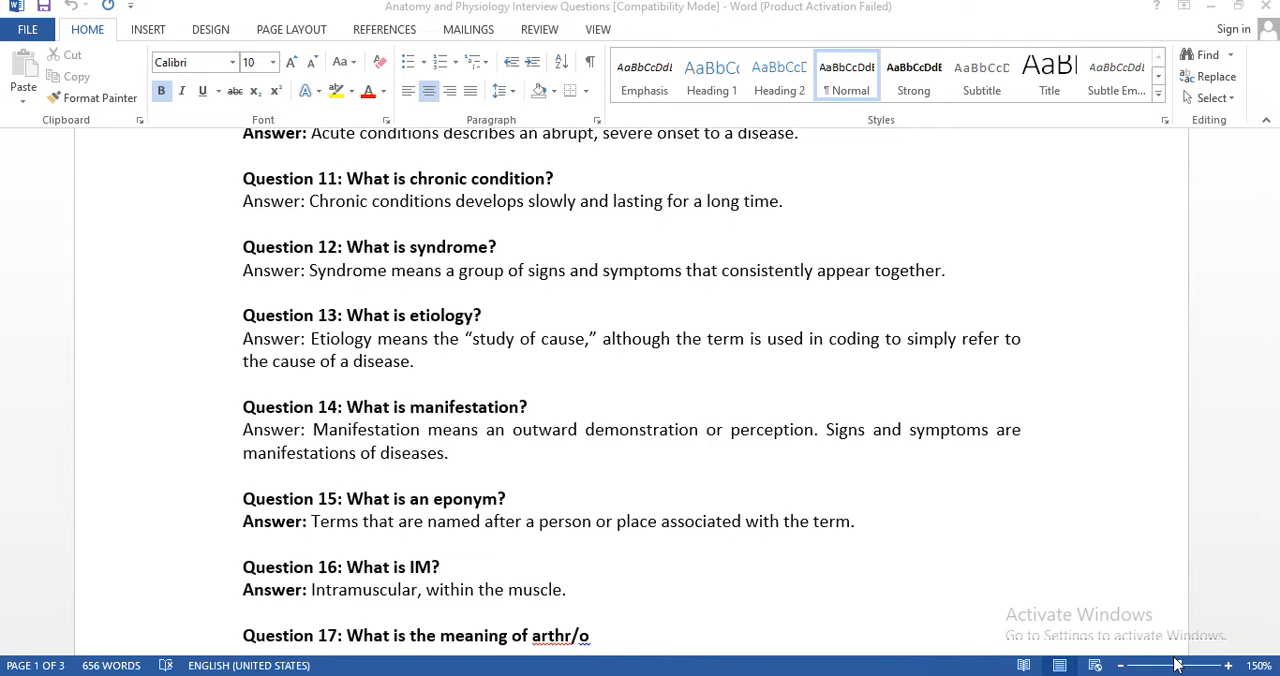 Anatomy and Physiology Interview Questions [Compatibility Mode] - Word (Product Activation Failed)
FILE HOME INSERT DESIGN PAGE LAYOUT REFERENCES MAILINGS REVIEW VIEW Sign in
Cut
Copy
Format Painter
Paste
Calibri 10
AaBbCcDdI AaBbCc AaBbCcD AaBbCcDdE AaBbCcDdE AaBbCcD AaBl AaBbCcDdI
Emphasis Heading 1 Heading 2 ¶ Normal Strong Subtitle Title Subtle Em...
Find
Replace
Select
Clipboard Font Paragraph Styles Editing
Answer: Acute conditions describes an abrupt, severe onset to a disease.
Question 11: What is chronic condition?
Answer: Chronic conditions develops slowly and lasting for a long time.
Question 12: What is syndrome?
Answer: Syndrome means a group of signs and symptoms that consistently appear together.
Question 13: What is etiology?
Answer: Etiology means the “study of cause,” although the term is used in coding to simply refer to
the cause of a disease.
Question 14: What is manifestation?
Answer: Manifestation means an outward demonstration or perception. Signs and symptoms are
manifestations of diseases.
Question 15: What is an eponym?
Answer: Terms that are named after a person or place associated with the term.
Question 16: What is IM?
Answer: Intramuscular, within the muscle.
Question 17: What is the meaning of arthr/o
Activate Windows
Go to Settings to activate Windows.
PAGE 1 OF 3 656 WORDS ENGLISH (UNITED STATES) 150%